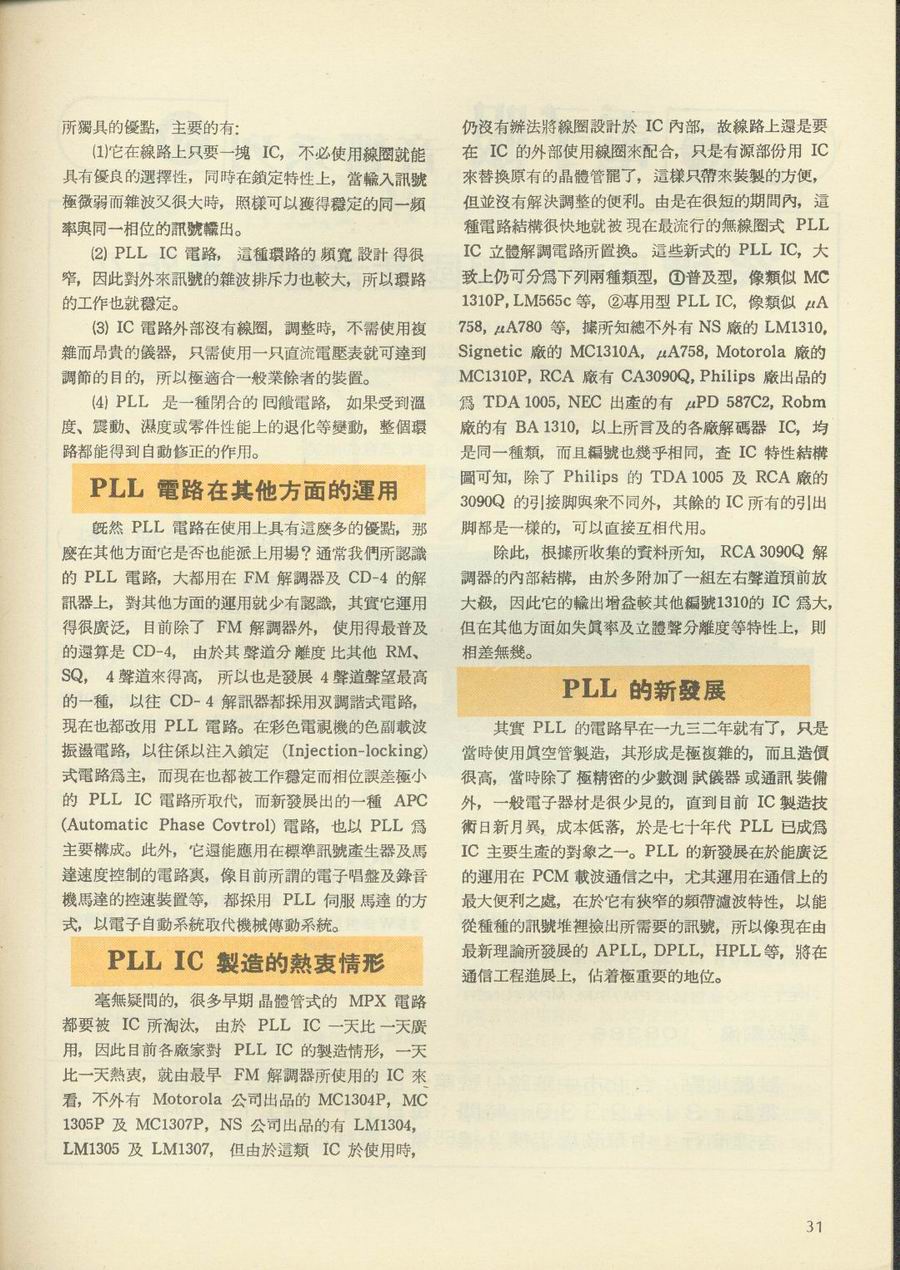 所獨具的優點，主要的有:
(1)它在線路上只要一塊 IC，不必使用線圈就能
具有優良的選擇性，同時在鎖定特性上，當輸入訊號
極微弱而雜波又很大時，照樣可以獲得穩定的同一頻
率與同一相位的訊號輸出。
(2) PLL IC 電路，這種環路的頻寬設計得很
窄，因此對外來訊號的雜波排斥力也較大，所以環路
的工作也就穩定。
(3) IC 電路外部沒有線圈，調整時，不需使用複
雜而昂貴的儀器，只需使用一只直流電壓表就可達到
調節的目的，所以極適合一般業餘者的裝置。
(4) PLL 是一種閉合的回饋電路，如果受到溫
度、震動、濕度或零件性能上的退化等變動，整個環
路都能得到自動修正的作用。
PLL 電路在其他方面的運用
旣然 PLL 電路在使用上具有這麼多的優點，那
麼在其他方面它是否也能派上用場？通常我們所認識
的 PLL 電路，大都用在 FM 解調器及 CD-4 的解
訊器上，對其他方面的運用就少有認識，其實它運用
得很廣泛，目前除了 FM 解調器外，使用得最普及
的還算是 CD-4，由於其聲道分離度比其他 RM、
SQ，4 聲道來得高，所以也是發展 4 聲道聲望最高
的一種，以往 CD-4 解訊器都採用双調諧式電路，
現在也都改用 PLL 電路。在彩色電視機的色副載波
振盪電路，以往係以注入鎖定 (Injection-locking)
式電路爲主，而現在也都被工作穩定而相位誤差極小
的 PLL IC 電路所取代，而新發展出的一種 APC
(Automatic Phase Covtrol) 電路，也以 PLL 爲
主要構成。此外，它還能應用在標準訊號產生器及馬
達速度控制的電路裏，像目前所謂的電子唱盤及錄音
機馬達的控速裝置等，都採用 PLL 伺服馬達的方
式，以電子自動系統取代機械傳動系統。
PLL IC 製造的熱衷情形
毫無疑問的，很多早期晶體管式的 MPX 電路
都要被 IC 所淘汰，由於 PLL IC 一天比一天廣
用，因此目前各廠家對 PLL IC 的製造情形，一天
比一天熱衷，就由最早 FM 解調器所使用的 IC 來
看，不外有 Motorola 公司出品的 MC1304P，MC
1305P 及 MC1307P，NS 公司出品的有 LM1304，
LM1305 及 LM1307，但由於這類 IC 於使用時，
仍沒有辦法將線圈設計於 IC 內部，故線路上還是要
在 IC 的外部使用線圈來配合，只是有源部份用 IC
來替換原有的晶體管罷了，這樣只帶來裝製的方便，
但並沒有解決調整的便利。由是在很短的期間內，這
種電路結構很快地就被現在最流行的無線圈式 PLL
IC 立體解調電路所置換。這些新式的 PLL IC，大
致上仍可分爲下列兩種類型，①普及型，像類似 MC
1310P, LM565c 等，②專用型 PLL IC，像類似 μA
758, μA780 等，據所知總不外有 NS 廠的 LM1310,
Signetic 廠的 MC1310A，μA758, Motorola 廠的
MC1310P, RCA 廠有 CA3090Q, Philips 廠出品的
爲 TDA 1005, NEC 出產的有 μPD 587C2, Robm
廠的有 BA 1310，以上所言及的各廠解碼器 IC，均
是同一種類，而且編號也幾乎相同，查 IC 特性結構
圖可知，除了 Philips 的 TDA 1005 及 RCA 廠的
3090Q 的引接脚與衆不同外，其餘的 IC 所有的引出
脚都是一樣的，可以直接互相代用。
除此，根據所收集的資料所知，RCA 3090Q 解
調器的內部結構，由於多附加了一組左右聲道預前放
大級，因此它的輸出增益較其他編號1310的 IC 爲大，
但在其他方面如失眞率及立體聲分離度等特性上，則
相差無幾。
PLL 的新發展
其實 PLL 的電路早在一九三二年就有了，只是
當時使用眞空管製造，其形成是極複雜的，而且造價
很高，當時除了極精密的少數測試儀器或通訊裝備
外，一般電子器材是很少見的，直到目前 IC 製造技
術日新月異，成本低落，於是七十年代 PLL 已成爲
IC 主要生產的對象之一。PLL 的新發展在於能廣泛
的運用在 PCM 載波通信之中，尤其運用在通信上的
最大便利之處，在於它有狹窄的頻帶濾波特性，以能
從種種的訊號堆裡撿出所需要的訊號，所以像現在由
最新理論所發展的 APLL, DPLL, HPLL等，將在
通信工程進展上，佔着極重要的地位。
31